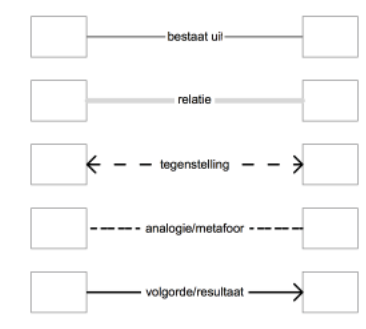 bestaat uit
relatie
tegenstelling
analogie/metafoor
volgorde/resultaat